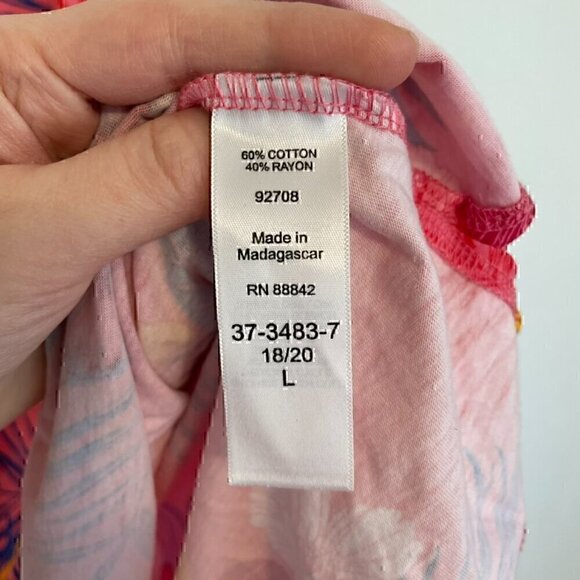 60% COTTON
40% RAYON
92708
Made in
Madagascar
RN 88842
37-3483-7
18/20
L